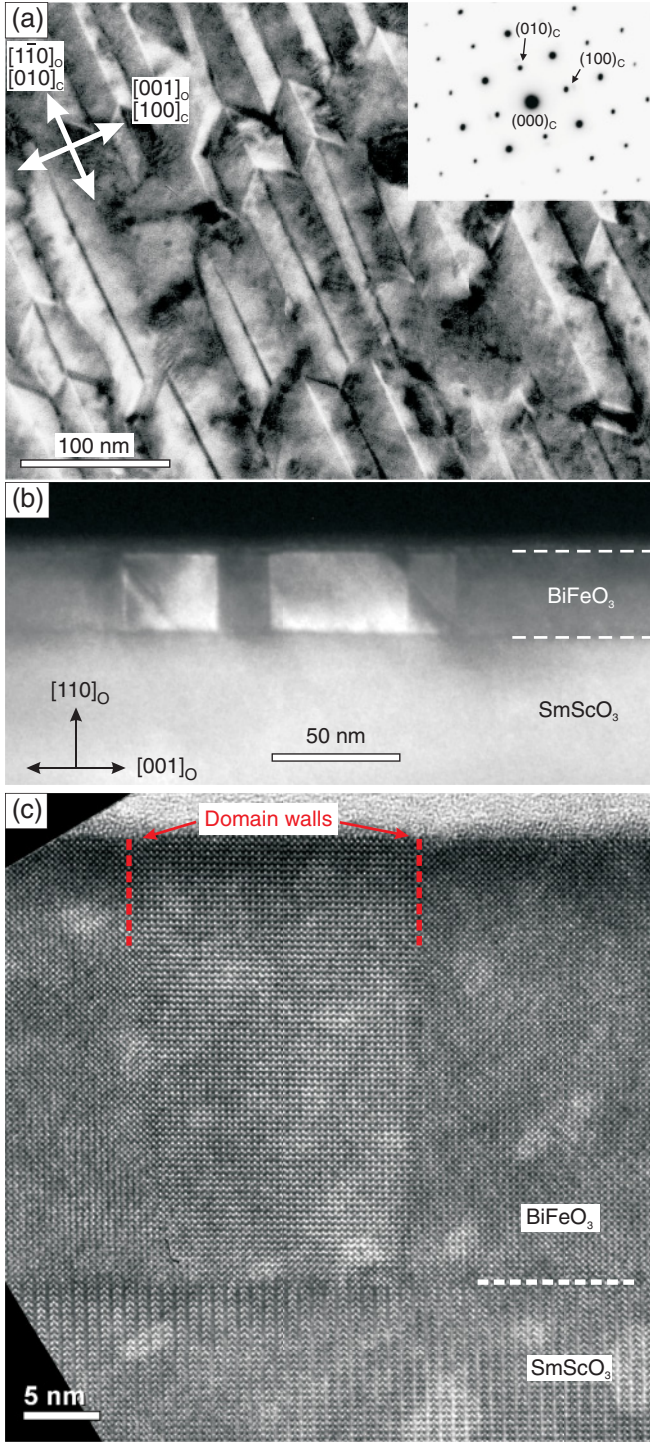 (a)
[11̄0]O
[010]C
[001]O
[100]C
(010)C
(100)C
(000)C
100 nm
(b)
BiFeO3
SmScO3
[110]O
[001]O
50 nm
(c)
Domain walls
BiFeO3
SmScO3
5 nm